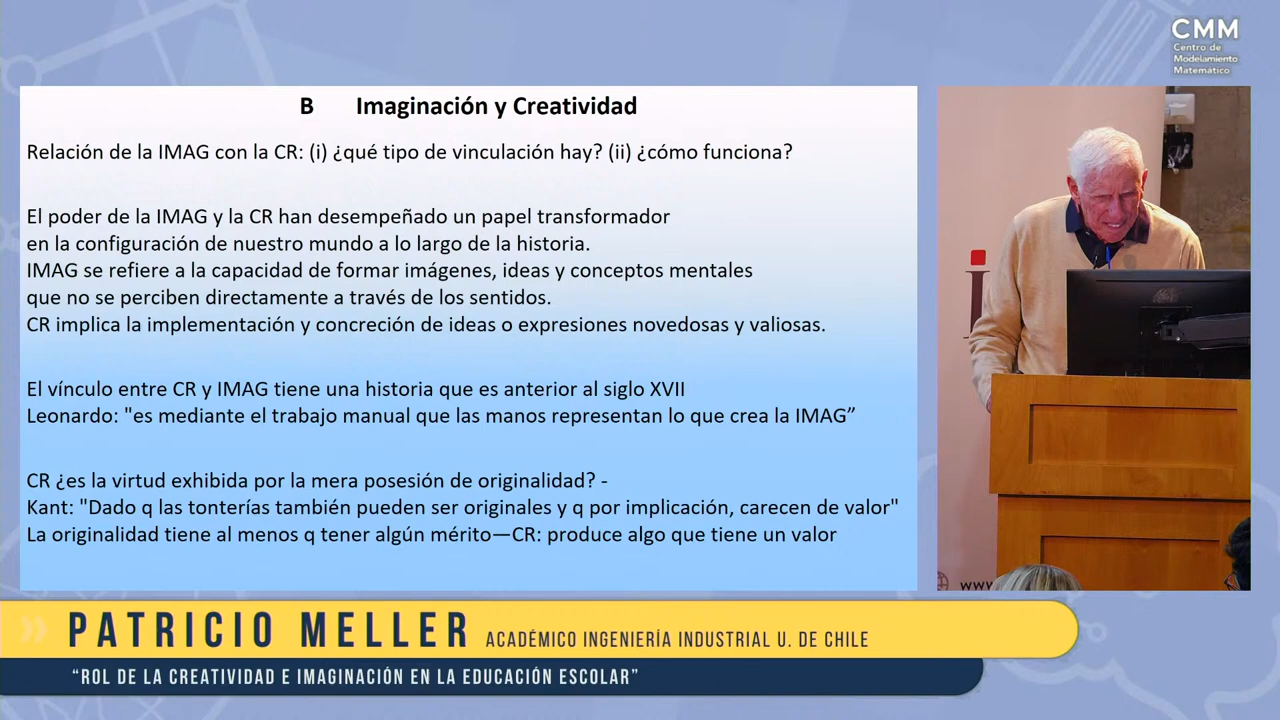 CMM
Centro de
Modelamiento
Matemático
B Imaginación y Creatividad
Relación de la IMAG con la CR: (i) ¿qué tipo de vinculación hay? (ii) ¿cómo funciona?
El poder de la IMAG y la CR han desempeñado un papel transformador
en la configuración de nuestro mundo a lo largo de la historia.
IMAG se refiere a la capacidad de formar imágenes, ideas y conceptos mentales
que no se perciben directamente a través de los sentidos.
CR implica la implementación y concreción de ideas o expresiones novedosas y valiosas.
El vínculo entre CR y IMAG tiene una historia que es anterior al siglo XVII
Leonardo: "es mediante el trabajo manual que las manos representan lo que crea la IMAG”
CR ¿es la virtud exhibida por la mera posesión de originalidad? -
Kant: "Dado q las tonterías también pueden ser originales y q por implicación, carecen de valor"
La originalidad tiene al menos q tener algún mérito—CR: produce algo que tiene un valor
i
www
PATRICIO MELLER ACADÉMICO INGENIERÍA INDUSTRIAL U. DE CHILE
“ROL DE LA CREATIVIDAD E IMAGINACIÓN EN LA EDUCACIÓN ESCOLAR”